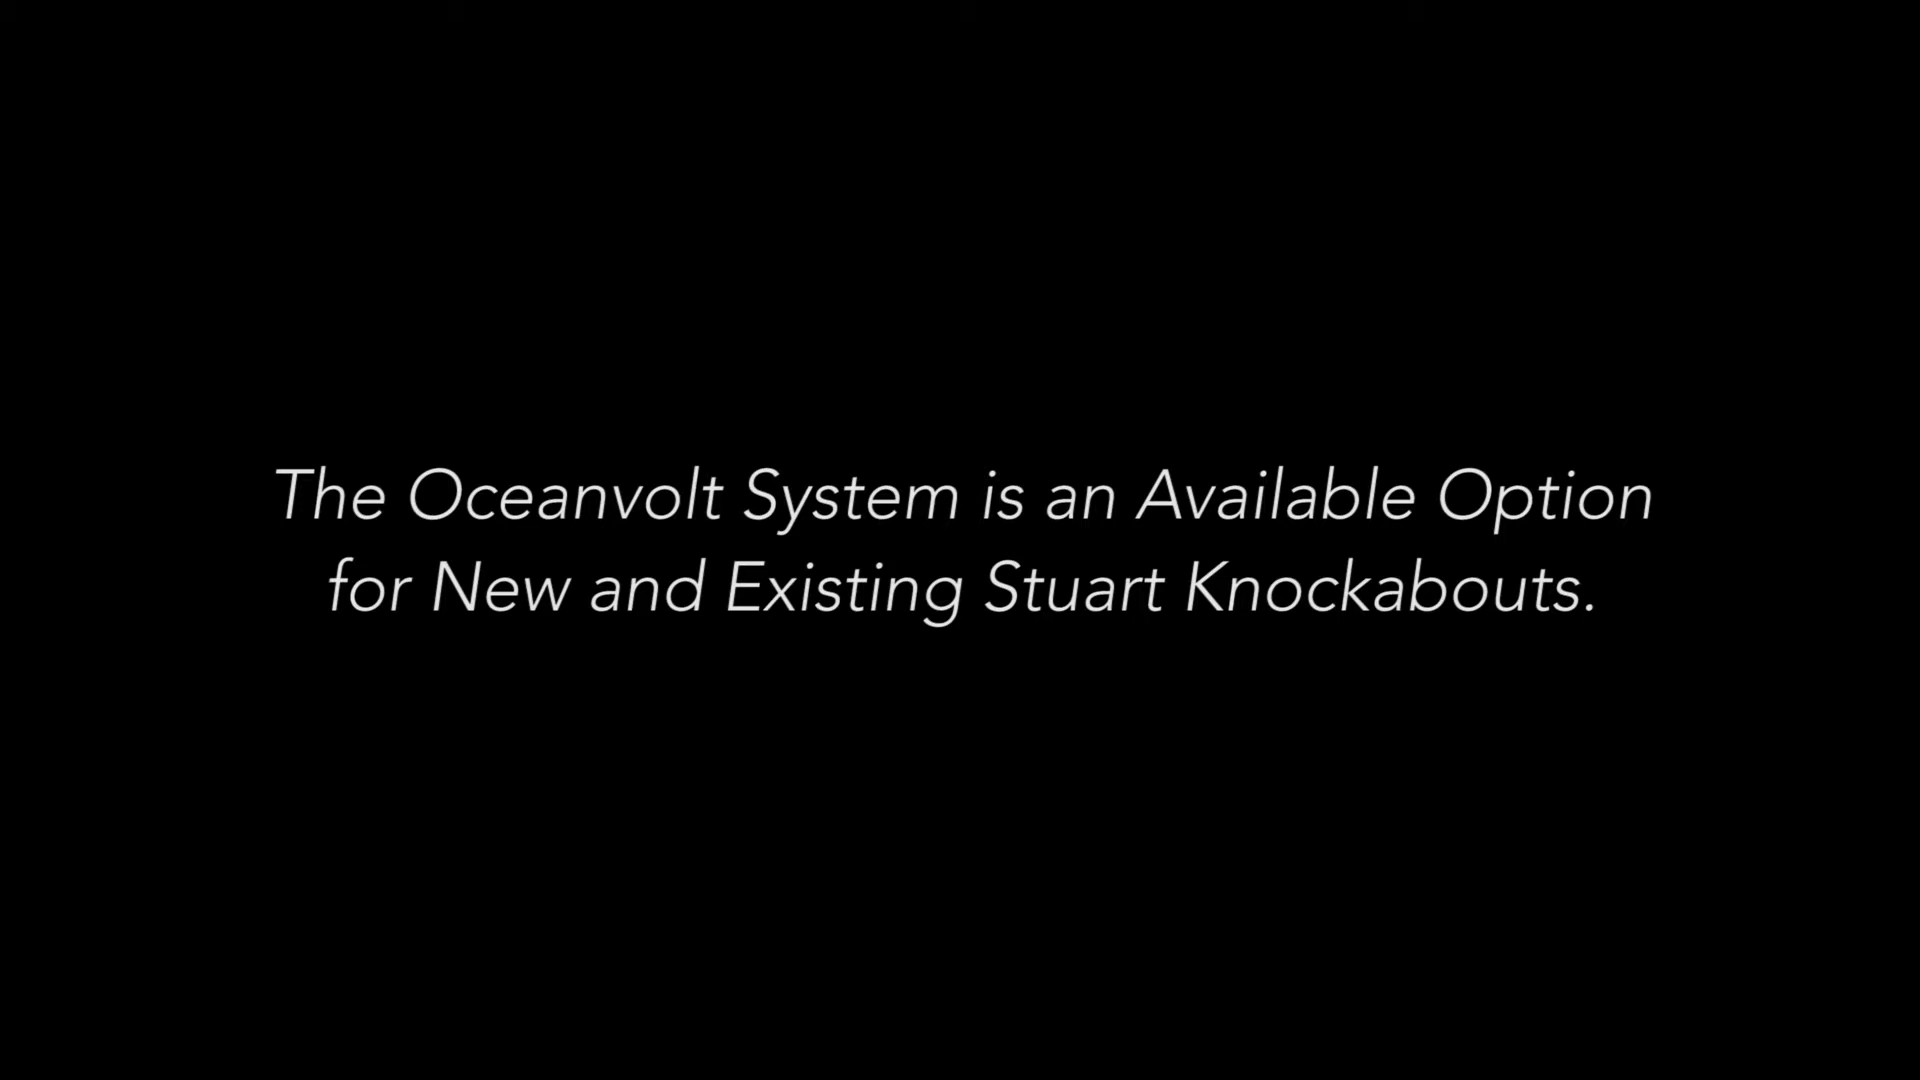 The Oceanvolt System is an Available Option
for New and Existing Stuart Knockabouts.